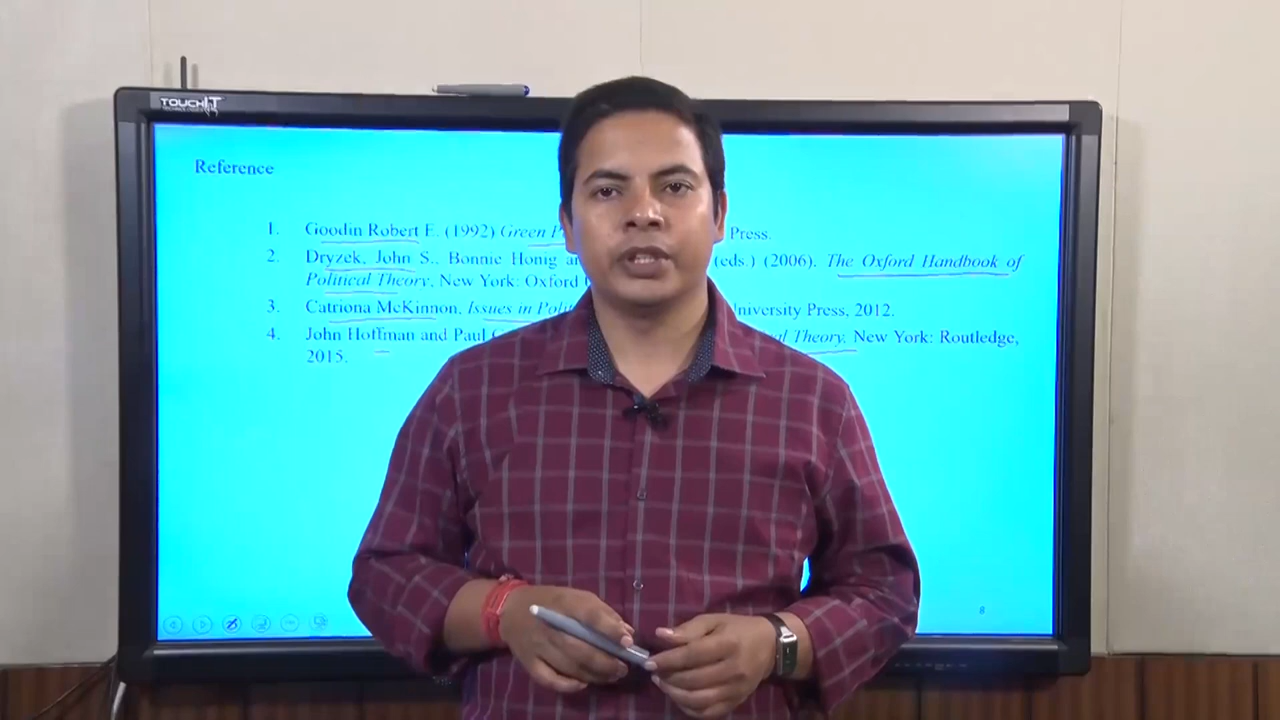 TOUCHIT
TECHNOLOGIES
Reference
1. Goodin Robert E. (1992) Green Press.
2. Dryzek, John S., Bonnie Honig (eds.) (2006), The Oxford Handbook of
Political Theory, New York: Oxford
3. Catriona McKinnon, Issues in University Press, 2012.
4. John Hoffman and Paul Theory, New York: Routledge,
2015.
8